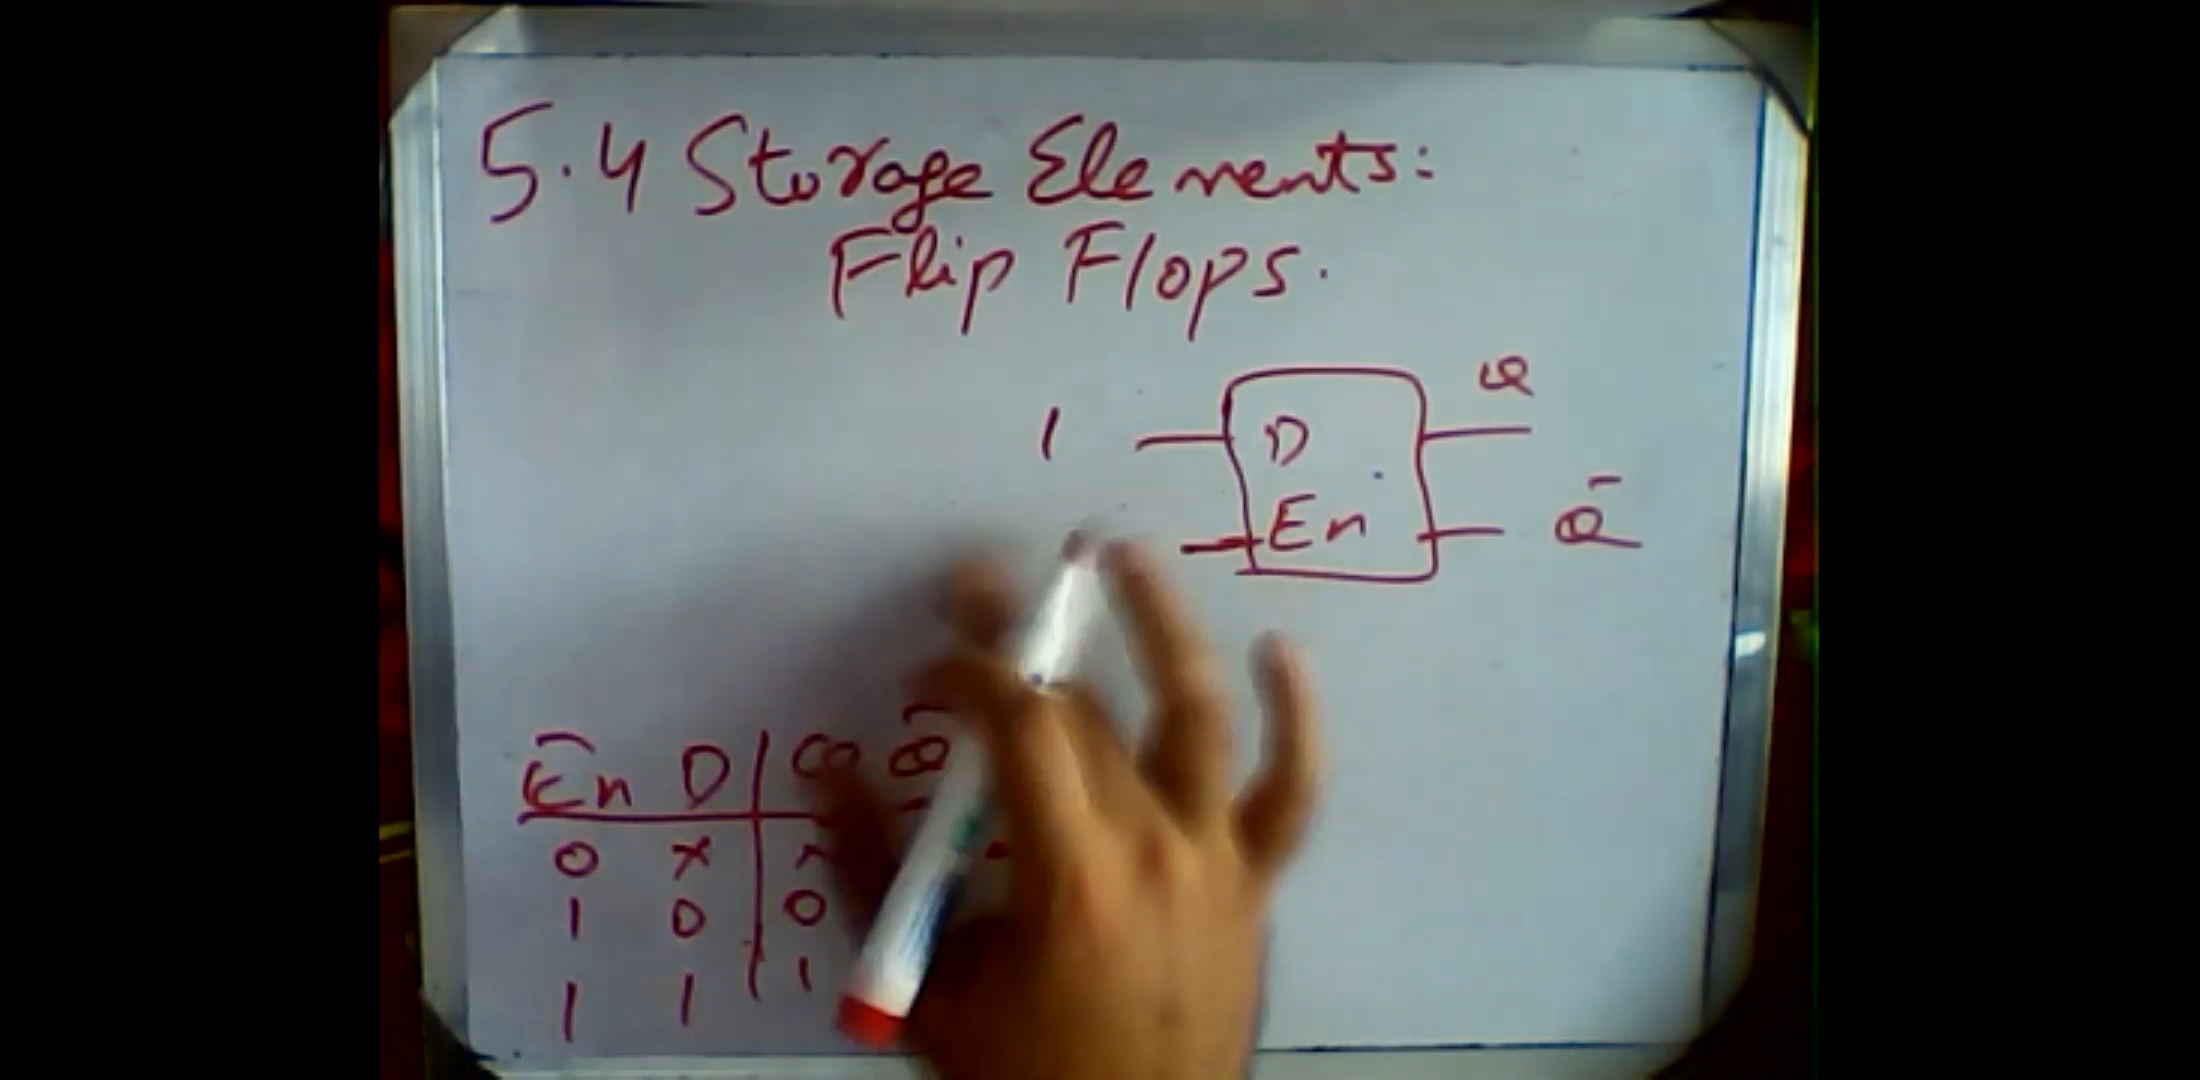 5.4 Storage Elements:
Flip Flops.
1 D Q
En Q̄
En D Q Q̄
0 x x
1 0 0
1 1 1